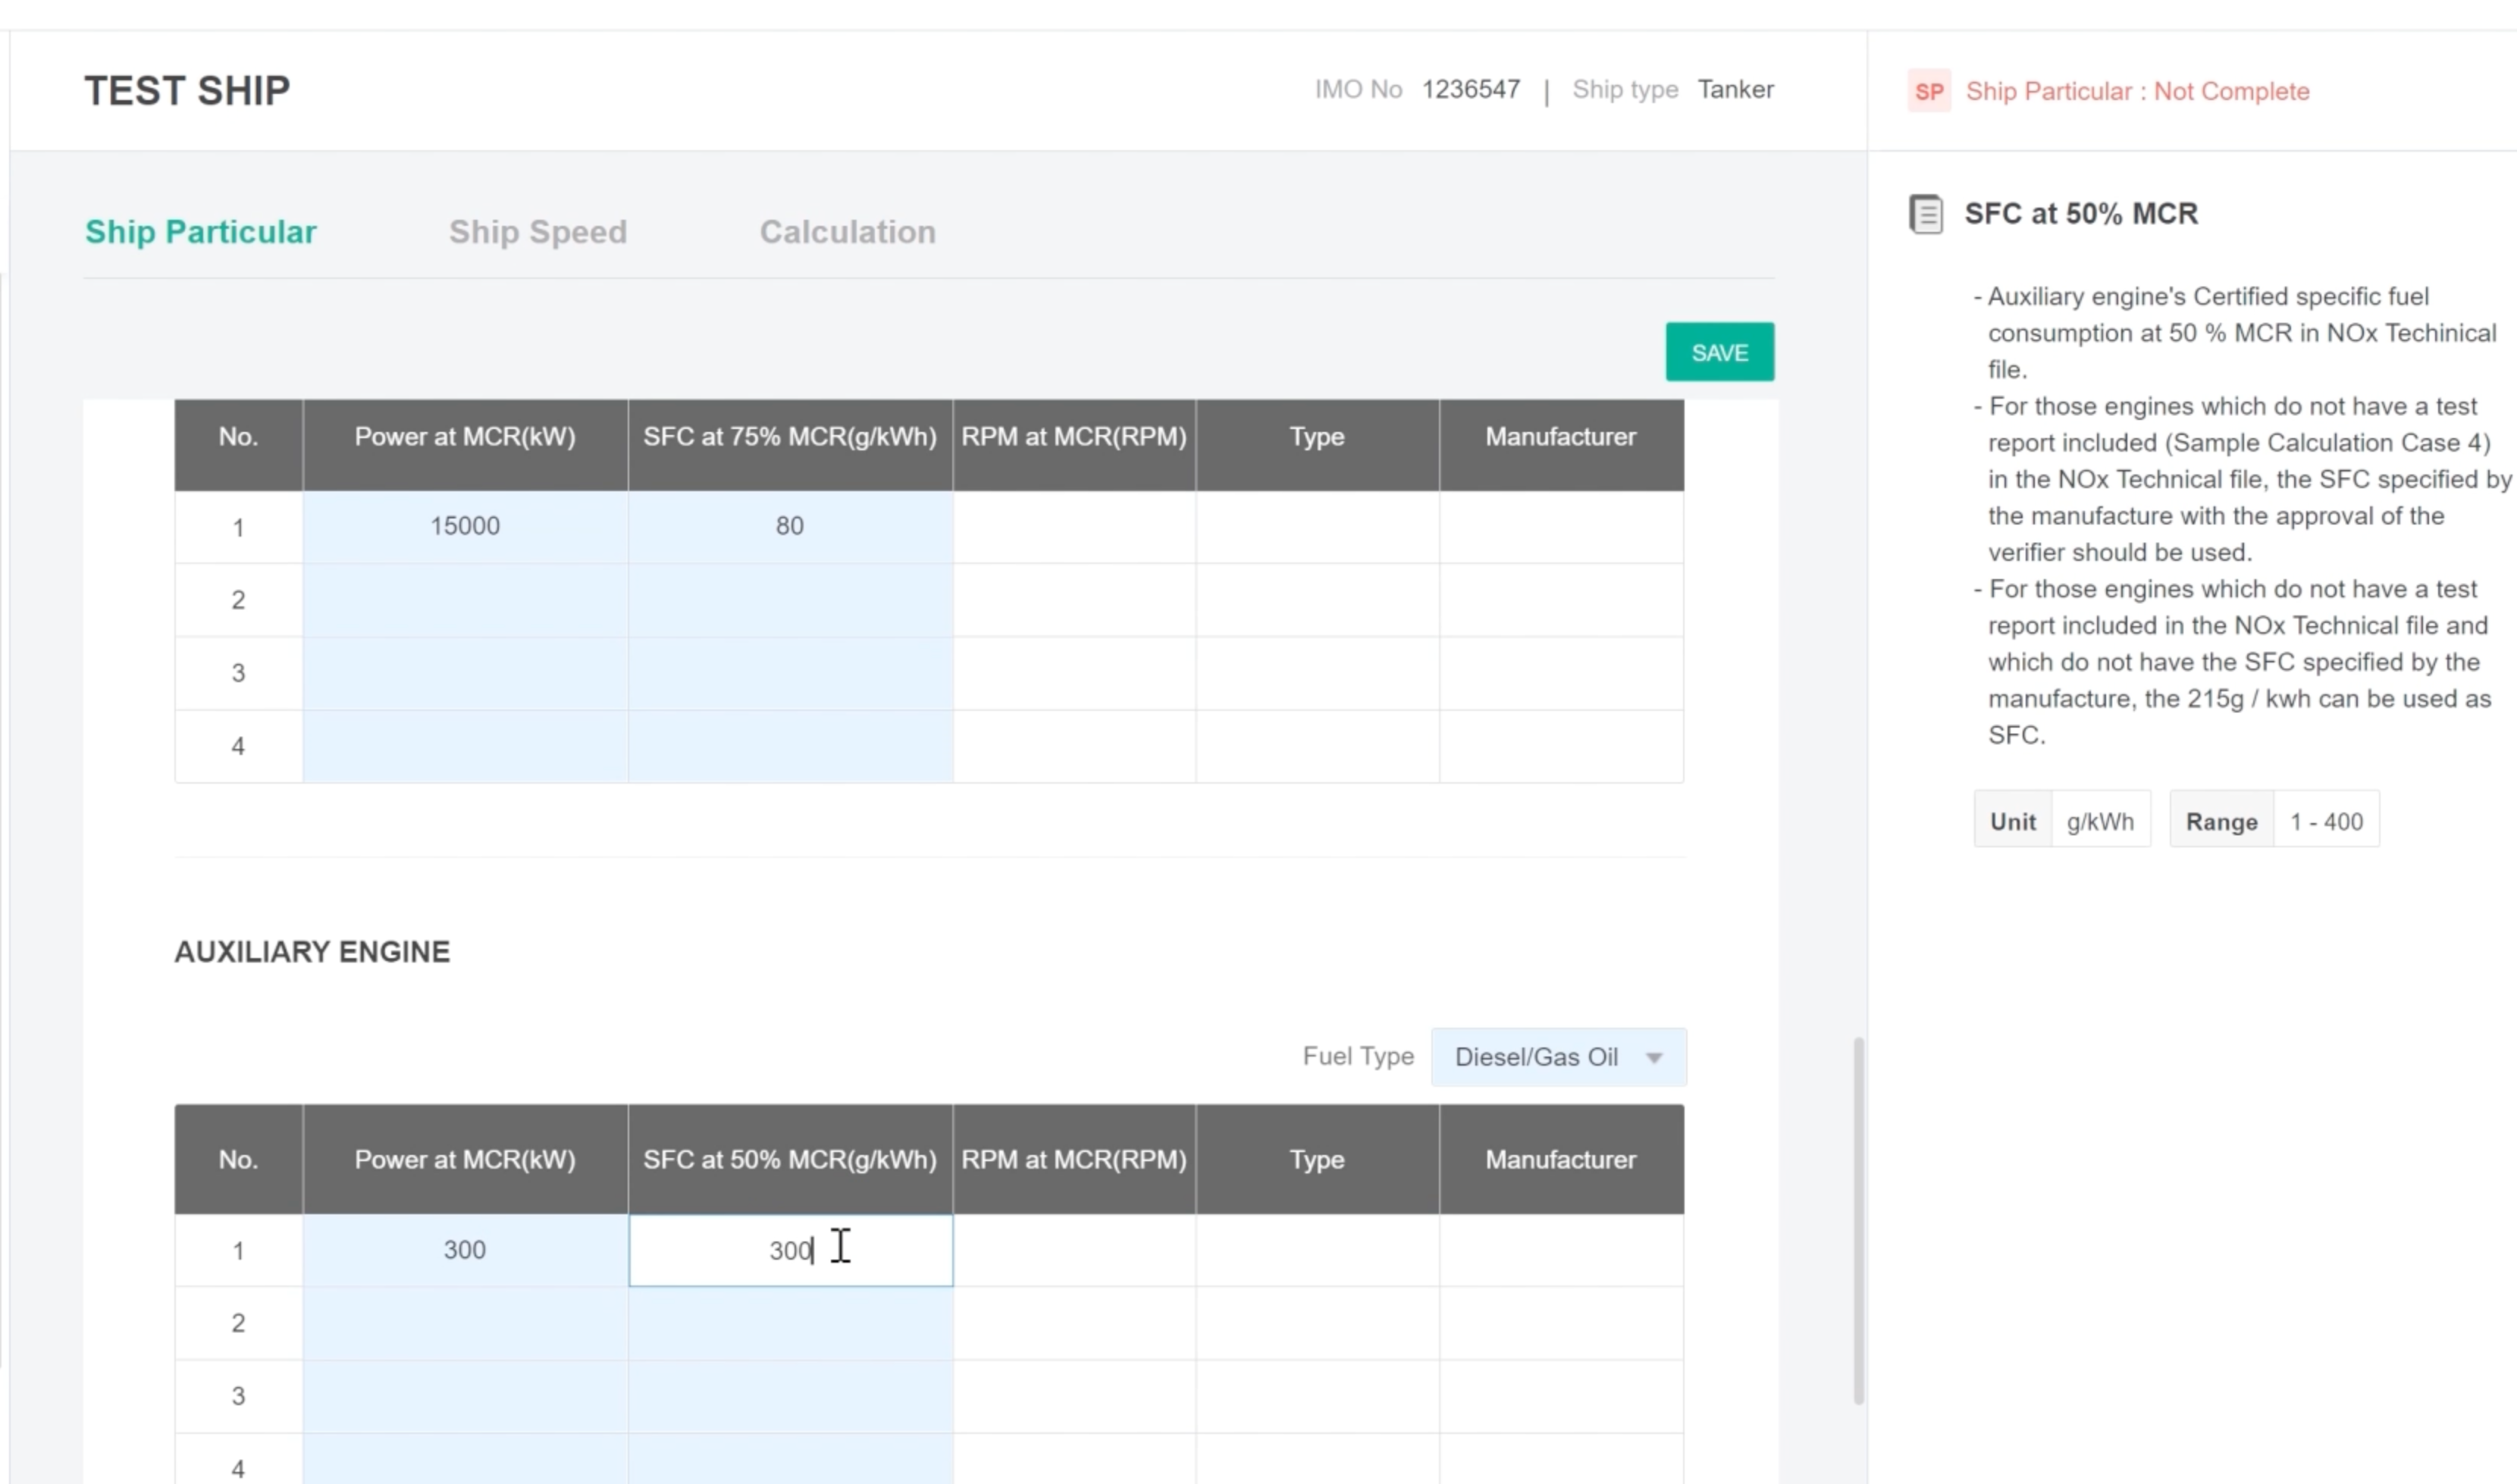 TEST SHIP
IMO No 1236547 | Ship type Tanker
SP Ship Particular : Not Complete
Ship Particular Ship Speed Calculation
SAVE
No. Power at MCR(kW) SFC at 75% MCR(g/kWh) RPM at MCR(RPM) Type Manufacturer
1 15000 80
2
3
4
AUXILIARY ENGINE
Fuel Type Diesel/Gas Oil
No. Power at MCR(kW) SFC at 50% MCR(g/kWh) RPM at MCR(RPM) Type Manufacturer
1 300 300
2
3
4
SFC at 50% MCR
- Auxiliary engine's Certified specific fuel
consumption at 50 % MCR in NOx Techinical
file.
- For those engines which do not have a test
report included (Sample Calculation Case 4)
in the NOx Technical file, the SFC specified by
the manufacture with the approval of the
verifier should be used.
- For those engines which do not have a test
report included in the NOx Technical file and
which do not have the SFC specified by the
manufacture, the 215g / kwh can be used as
SFC.
Unit g/kWh Range 1 - 400